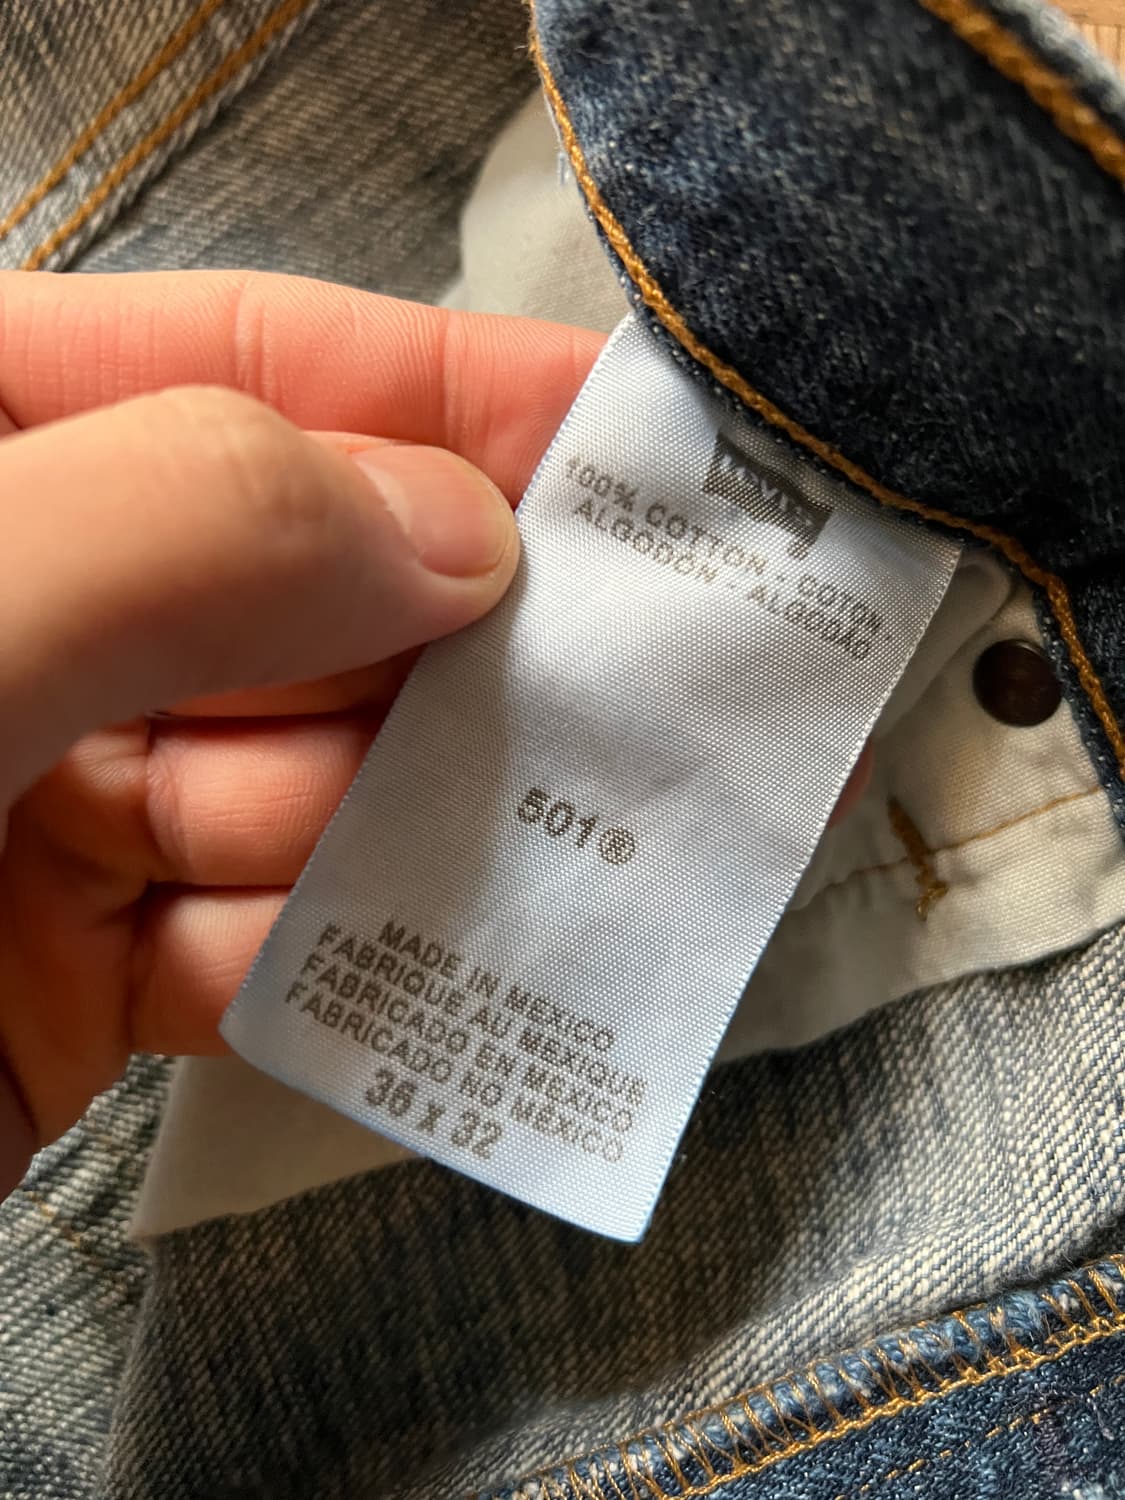 100% COTTON - COTON -
ALGODÓN - ALGODÃO
501®
MADE IN MEXICO
FABRIQUE AU MEXIQUE
FABRICADO EN MEXICO
FABRICADO NO MÉXICO
36 x 32